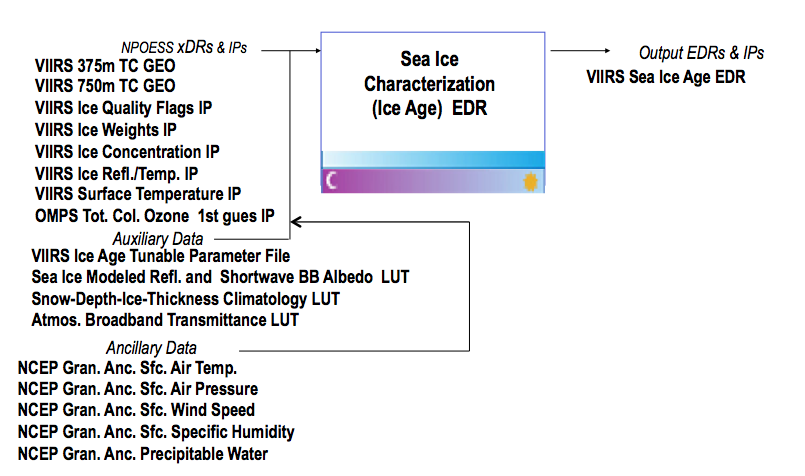 NPOESS xDRs & IPs
VIIRS 375m TC GEO
VIIRS 750m TC GEO
VIIRS Ice Quality Flags IP
VIIRS Ice Weights IP
VIIRS Ice Concentration IP
VIIRS Ice Refl./Temp. IP
VIIRS Surface Temperature IP
OMPS Tot. Col. Ozone 1st gues IP
Auxiliary Data
VIIRS Ice Age Tunable Parameter File
Sea Ice Modeled Refl. and Shortwave BB Albedo LUT
Snow-Depth-Ice-Thickness Climatology LUT
Atmos. Broadband Transmittance LUT
Ancillary Data
NCEP Gran. Anc. Sfc. Air Temp.
NCEP Gran. Anc. Sfc. Air Pressure
NCEP Gran. Anc. Sfc. Wind Speed
NCEP Gran. Anc. Sfc. Specific Humidity
NCEP Gran. Anc. Precipitable Water
Sea Ice
Characterization
(Ice Age) EDR
Output EDRs & IPs
VIIRS Sea Ice Age EDR